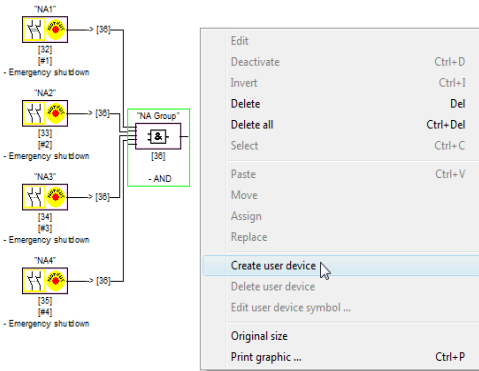 "NA1"
> [36]
[32]
[#1]
- Emergency shutdown
"NA2"
> [36]
[33]
[#2]
- Emergency shutdown
"NA3"
> [36]
[34]
[#3]
- Emergency shutdown
"NA4"
> [36]
[35]
[#4]
- Emergency shutdown
"NA Group"
&
[36]
- AND
Edit
Deactivate Ctrl+D
Invert Ctrl+I
Delete Del
Delete all Ctrl+Del
Select Ctrl+C
Paste Ctrl+V
Move
Assign
Replace
Create user device
Delete user device
Edit user device symbol ...
Original size
Print graphic ... Ctrl+P